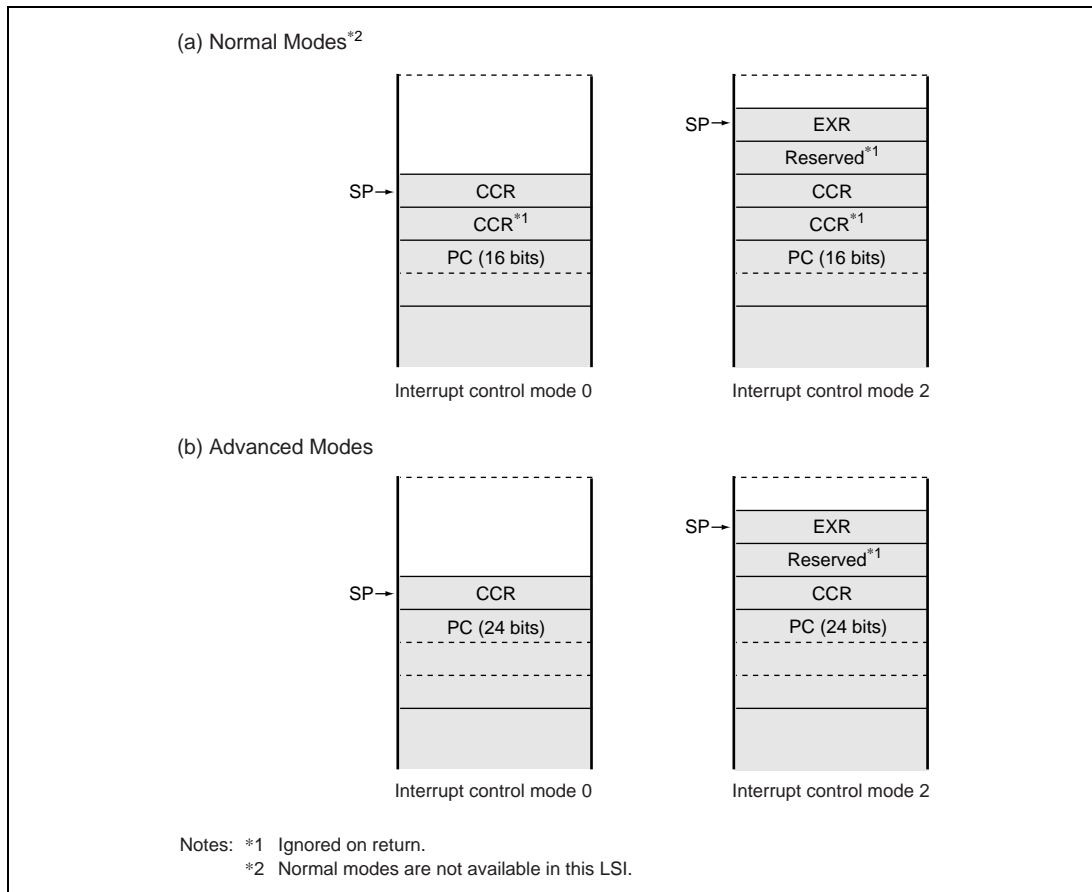 (a) Normal Modes*2
SP→ CCR
CCR*1
PC (16 bits)
Interrupt control mode 0
SP→ EXR
Reserved*1
CCR
CCR*1
PC (16 bits)
Interrupt control mode 2
(b) Advanced Modes
SP→ CCR
PC (24 bits)
Interrupt control mode 0
SP→ EXR
Reserved*1
CCR
PC (24 bits)
Interrupt control mode 2
Notes: *1 Ignored on return.
*2 Normal modes are not available in this LSI.